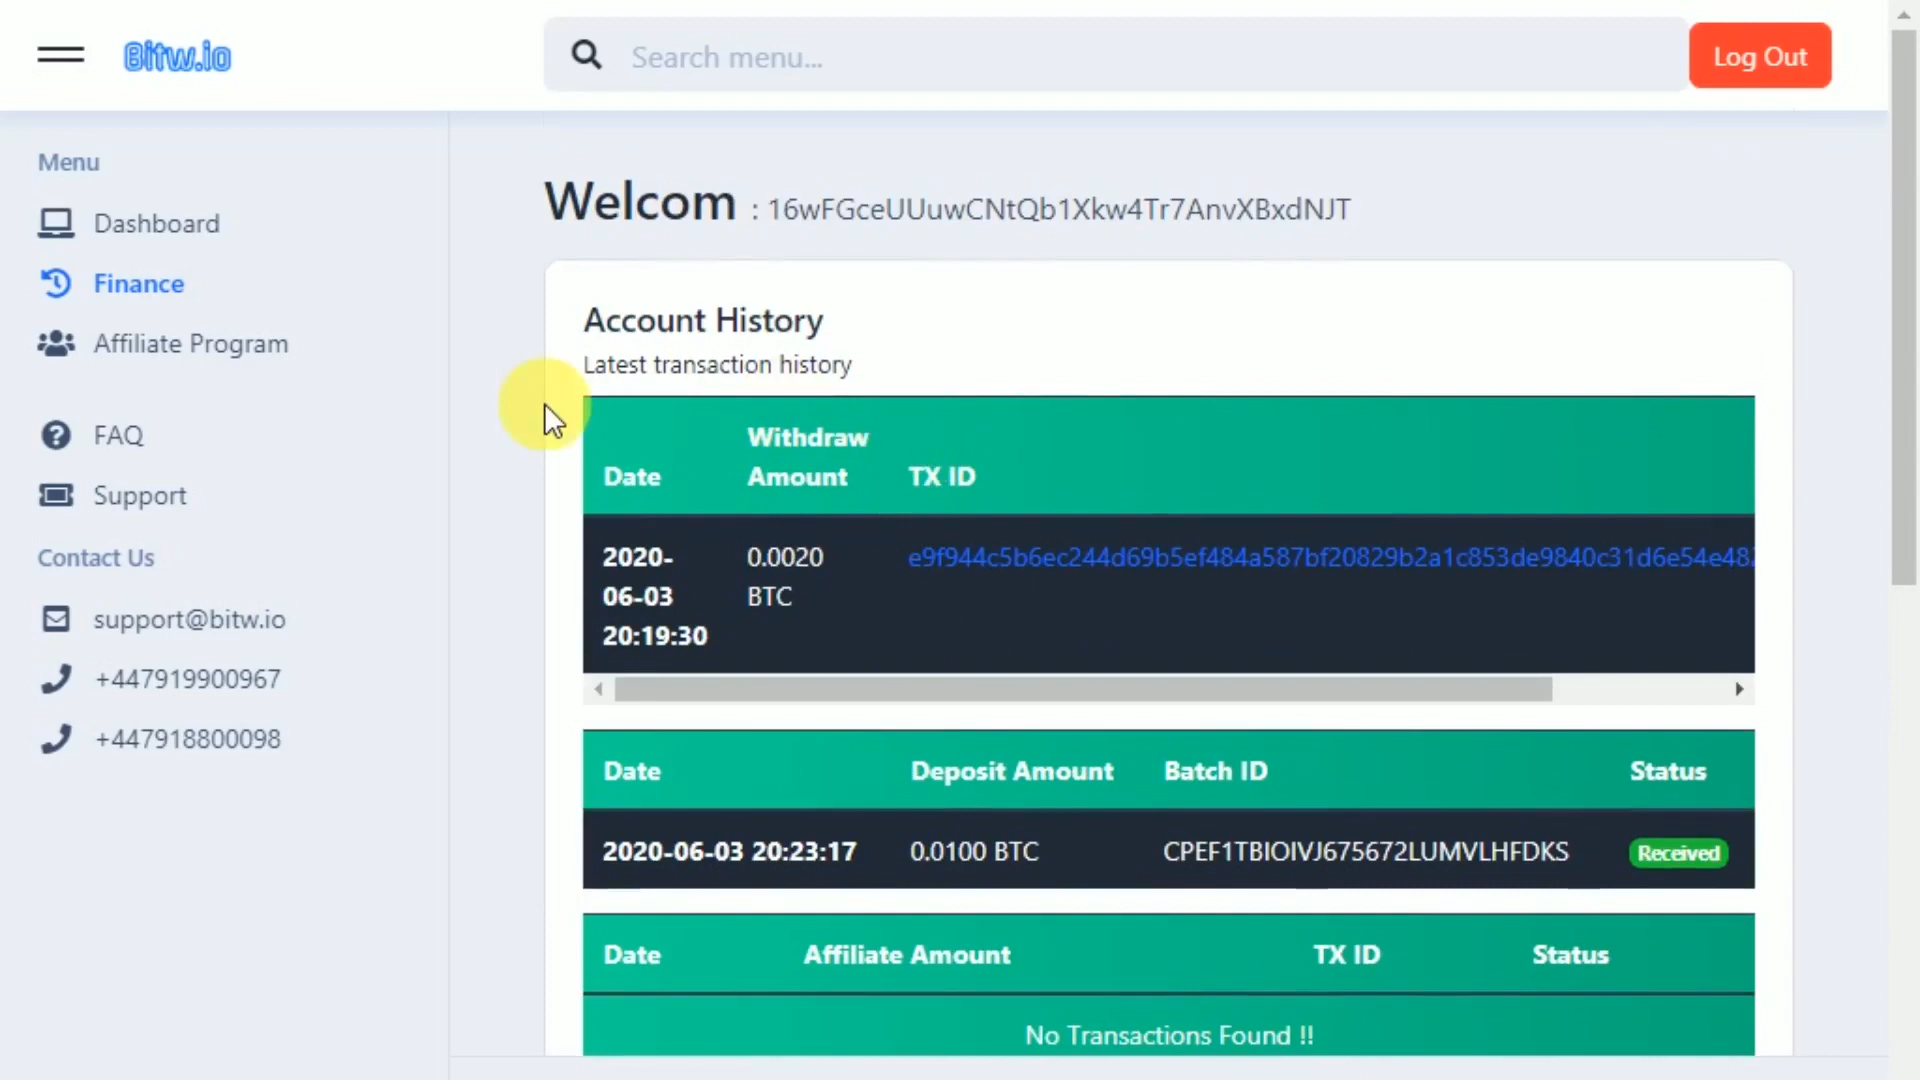 Bitw.io
Search menu...
Log Out
Menu
Dashboard
Finance
Affiliate Program
FAQ
Support
Contact Us
support@bitw.io
+447919900967
+447918800098
Welcom : 16wFGceUUuwCNtQb1Xkw4Tr7AnvXBxdNJT
Account History
Latest transaction history
Date Withdraw Amount TX ID
2020-06-03 20:19:30 0.0020 BTC e9f944c5b6ec244d69b5ef484a587bf20829b2a1c853de9840c31d6e54e48
Date Deposit Amount Batch ID Status
2020-06-03 20:23:17 0.0100 BTC CPEF1TBIOIVJ675672LUMVLHFDKS Received
Date Affiliate Amount TX ID Status
No Transactions Found !!